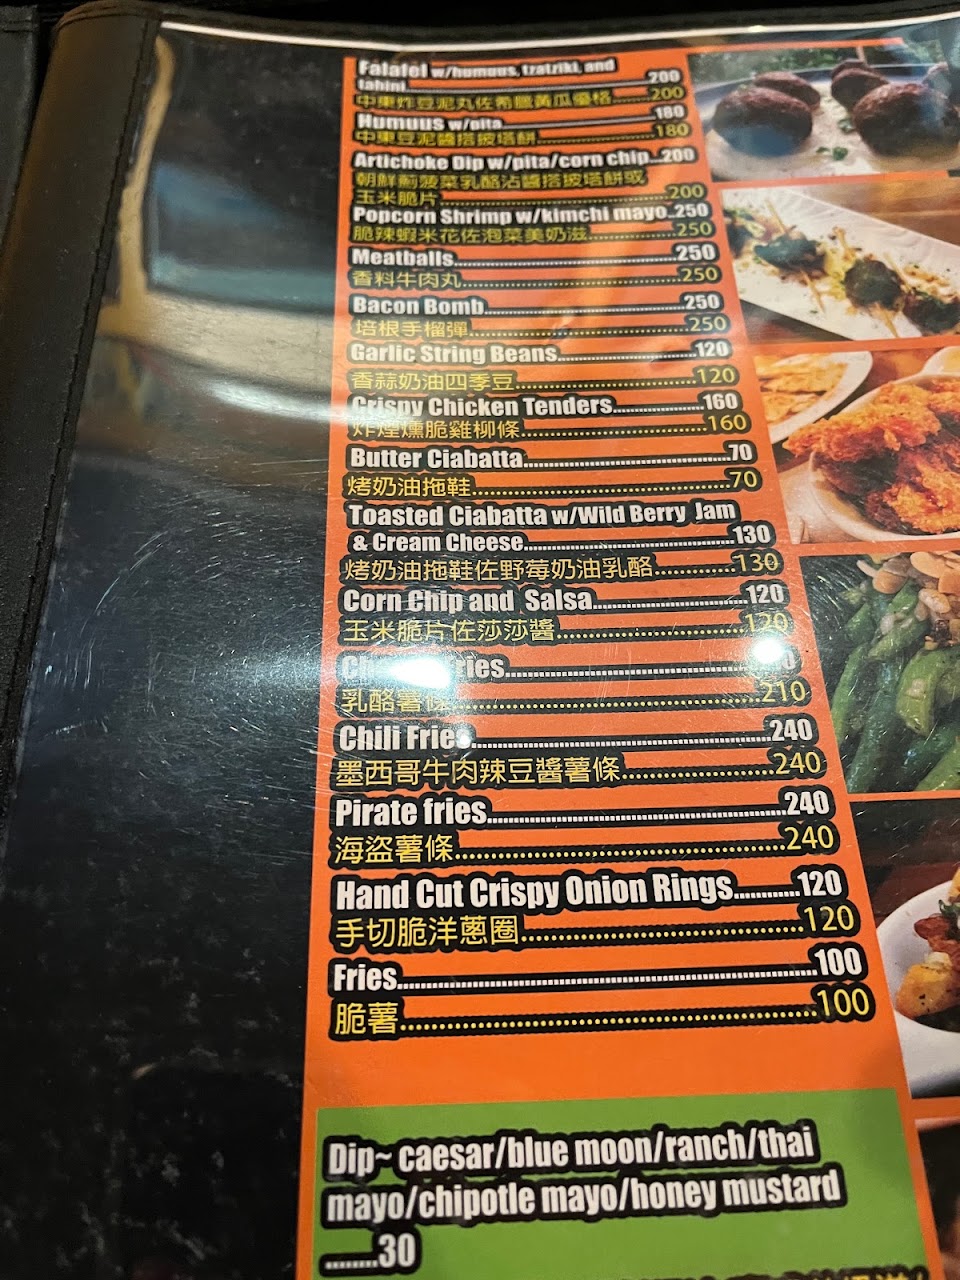 Falafel w/humuus, tzatziki, and
tahini........200
中東炸豆泥丸佐希臘黃瓜優格........200
Humuus w/pita........180
中東豆泥醬搭披塔餅........180
Artichoke Dip w/pita/corn chip...200
朝鮮薊菠菜乳酪沾醬搭披塔餅或
玉米脆片........200
Popcorn Shrimp w/kimchi mayo..250
脆辣蝦米花佐泡菜美奶滋........250
Meatballs........250
香料牛肉丸........250
Bacon Bomb........250
培根手榴彈........250
Garlic String Beans........120
香蒜奶油四季豆........120
Crispy Chicken Tenders........160
炸煙燻脆雞柳條........160
Butter Ciabatta........70
烤奶油拖鞋........70
Toasted Ciabatta w/Wild Berry Jam
& Cream Cheese........130
烤奶油拖鞋佐野莓奶油乳酪........130
Corn Chip and Salsa........120
玉米脆片佐莎莎醬........120
Fries........
乳酪薯條........210
Chili Fries........240
墨西哥牛肉辣豆醬薯條........240
Pirate fries........240
海盜薯條........240
Hand Cut Crispy Onion Rings........120
手切脆洋蔥圈........120
Fries........100
脆薯........100
Dip~ caesar/blue moon/ranch/thai
mayo/chipotle mayo/honey mustard
........30